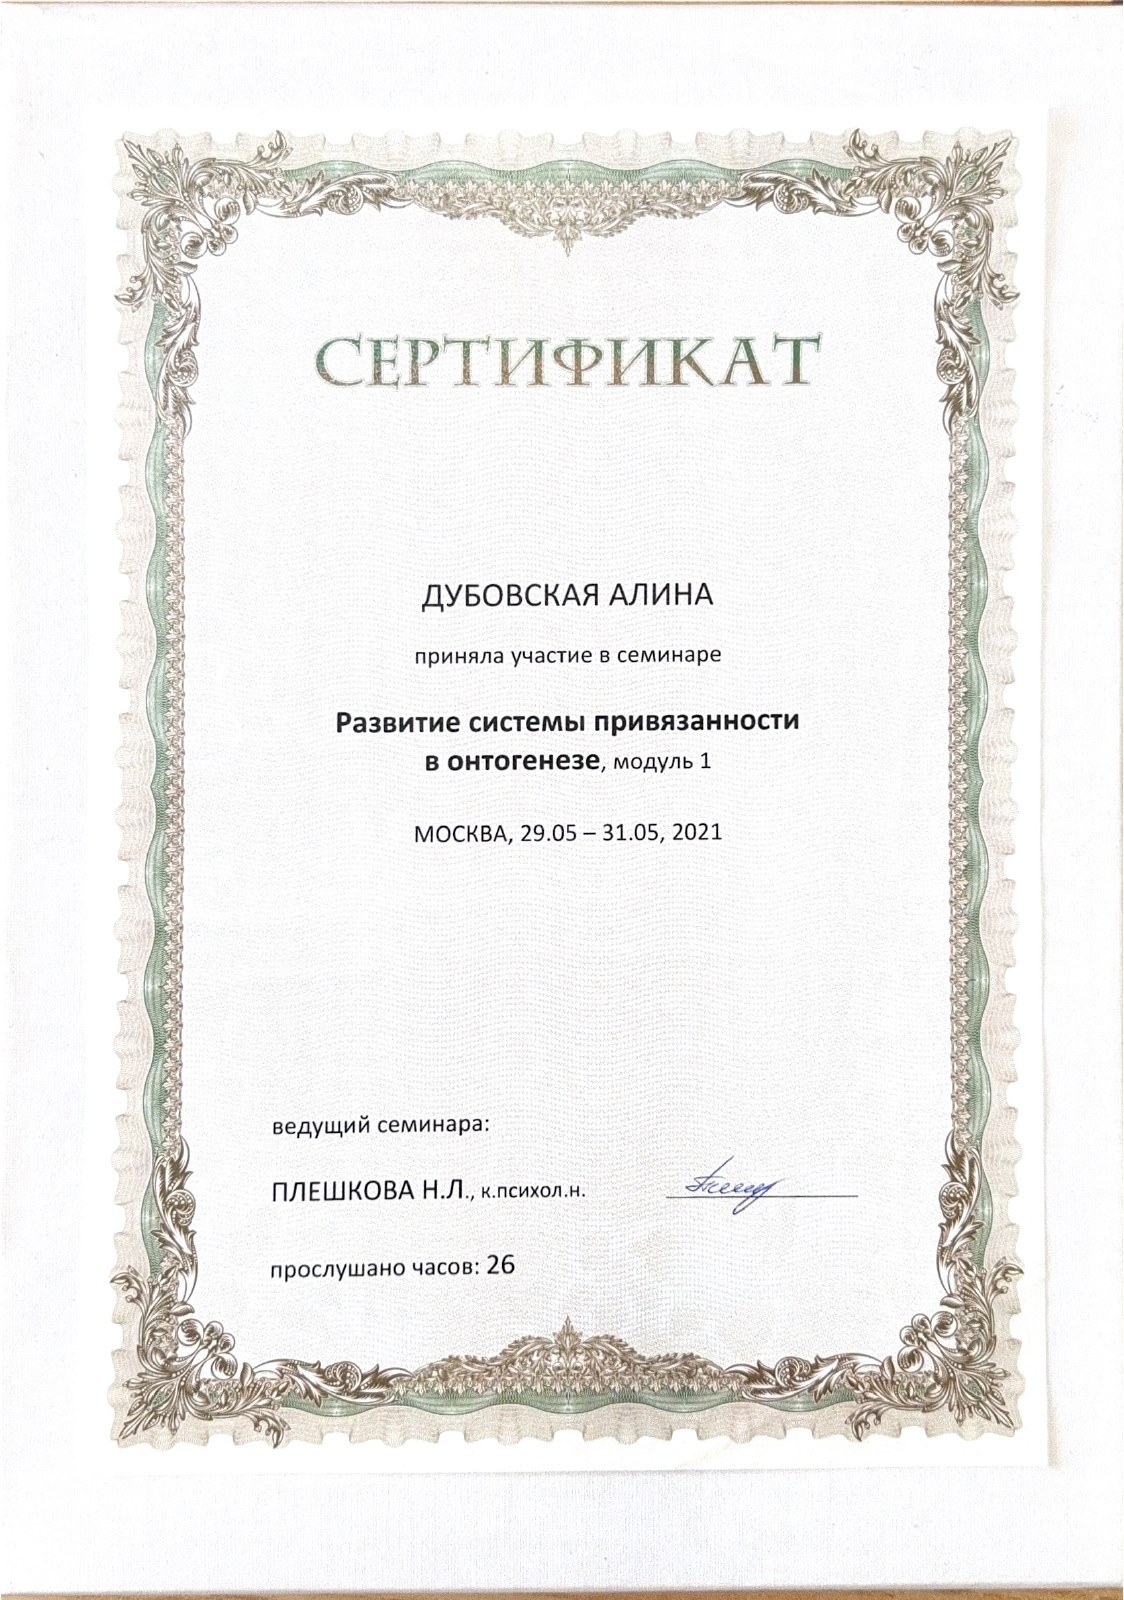 СЕРТИФИКАТ
ДУБОВСКАЯ АЛИНА
приняла участие в семинаре
Развитие системы привязанности
в онтогенезе, модуль 1
МОСКВА, 29.05 – 31.05, 2021
ведущий семинара:
ПЛЕШКОВА Н.Л., к.психол.н.
прослушано часов: 26